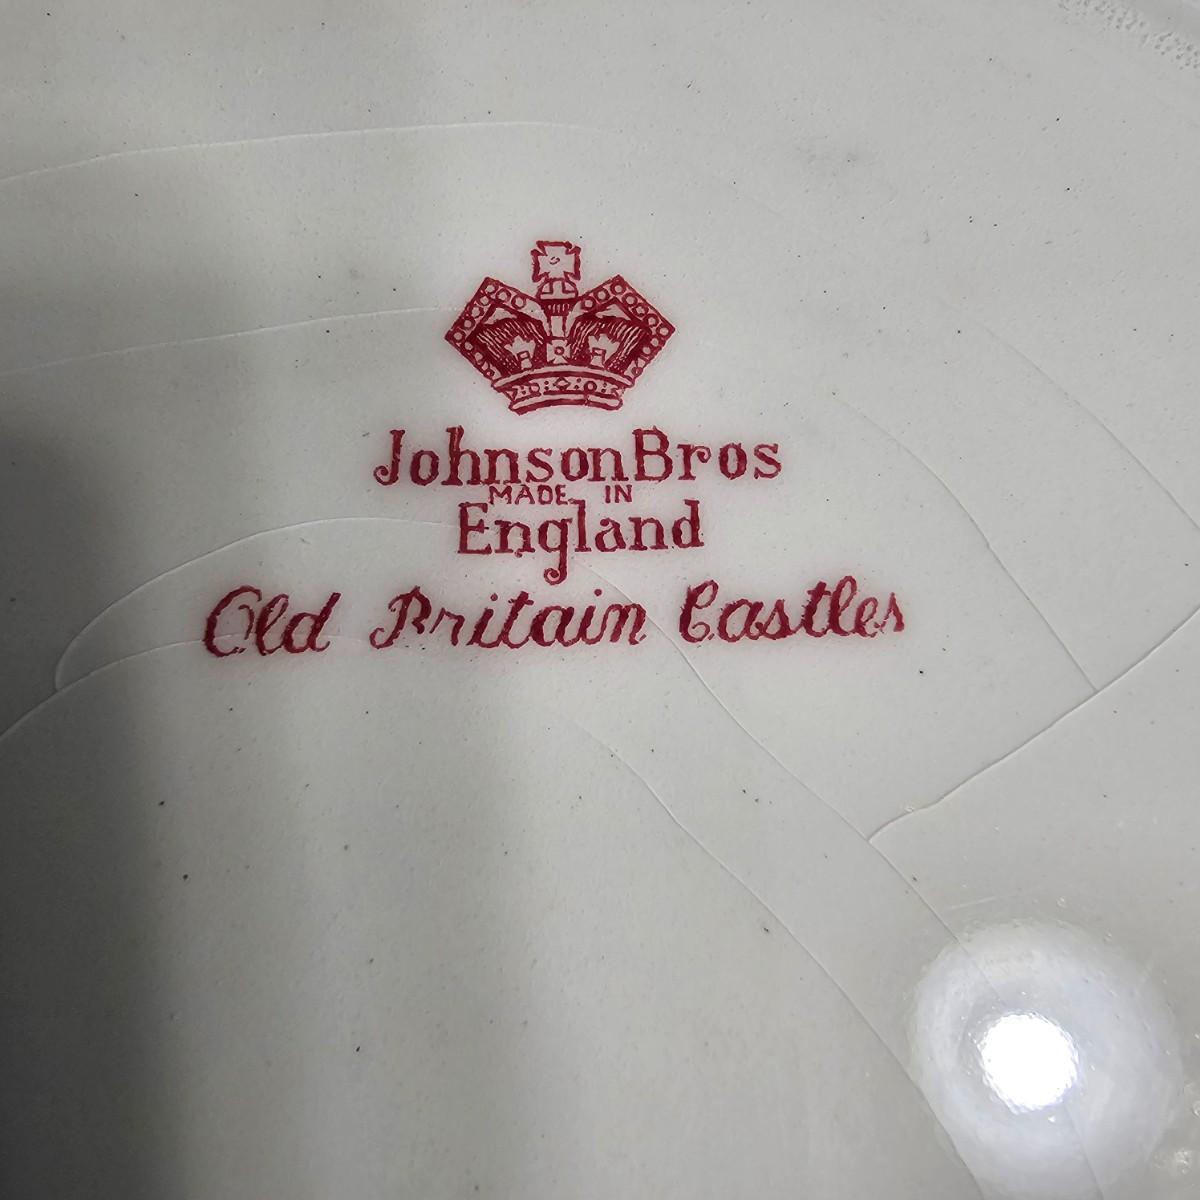 Johnson Bros
MADE IN
England
Old Britain Castles